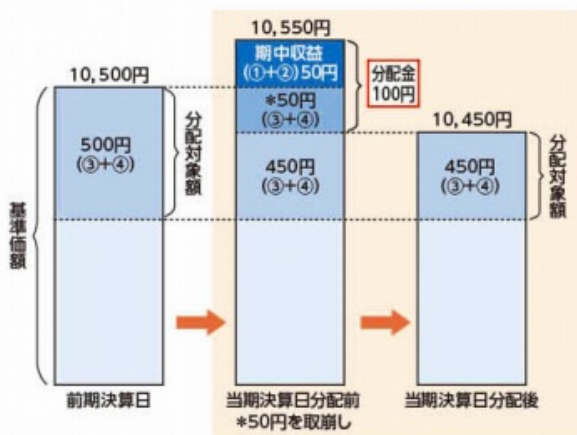 10,500円
500円
(③+④)
分配対象額
基準価額
前期決算日
10,550円
期中収益
(①+②)50円
*50円
(③+④)
450円
(③+④)
分配金
100円
当期決算日分配前
*50円を取崩し
10,450円
450円
(③+④)
分配対象額
当期決算日分配後